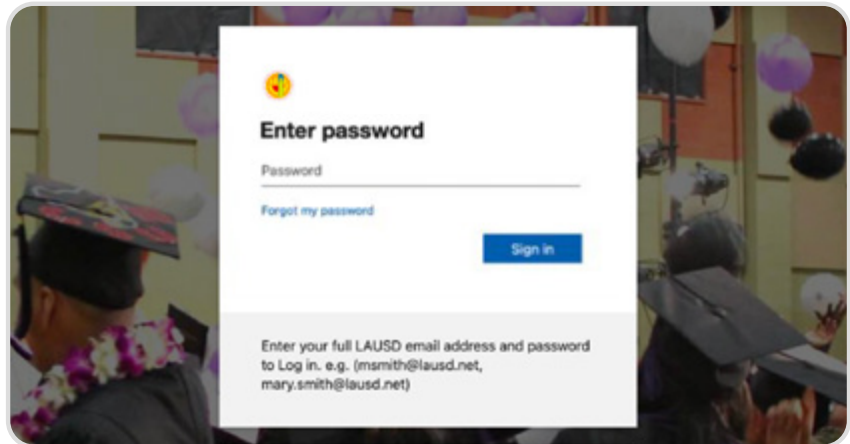 Enter password
Password
Forgot my password
Sign in
Enter your full LAUSD email address and password
to Log in. e.g. (msmith@lausd.net,
mary.smith@lausd.net)